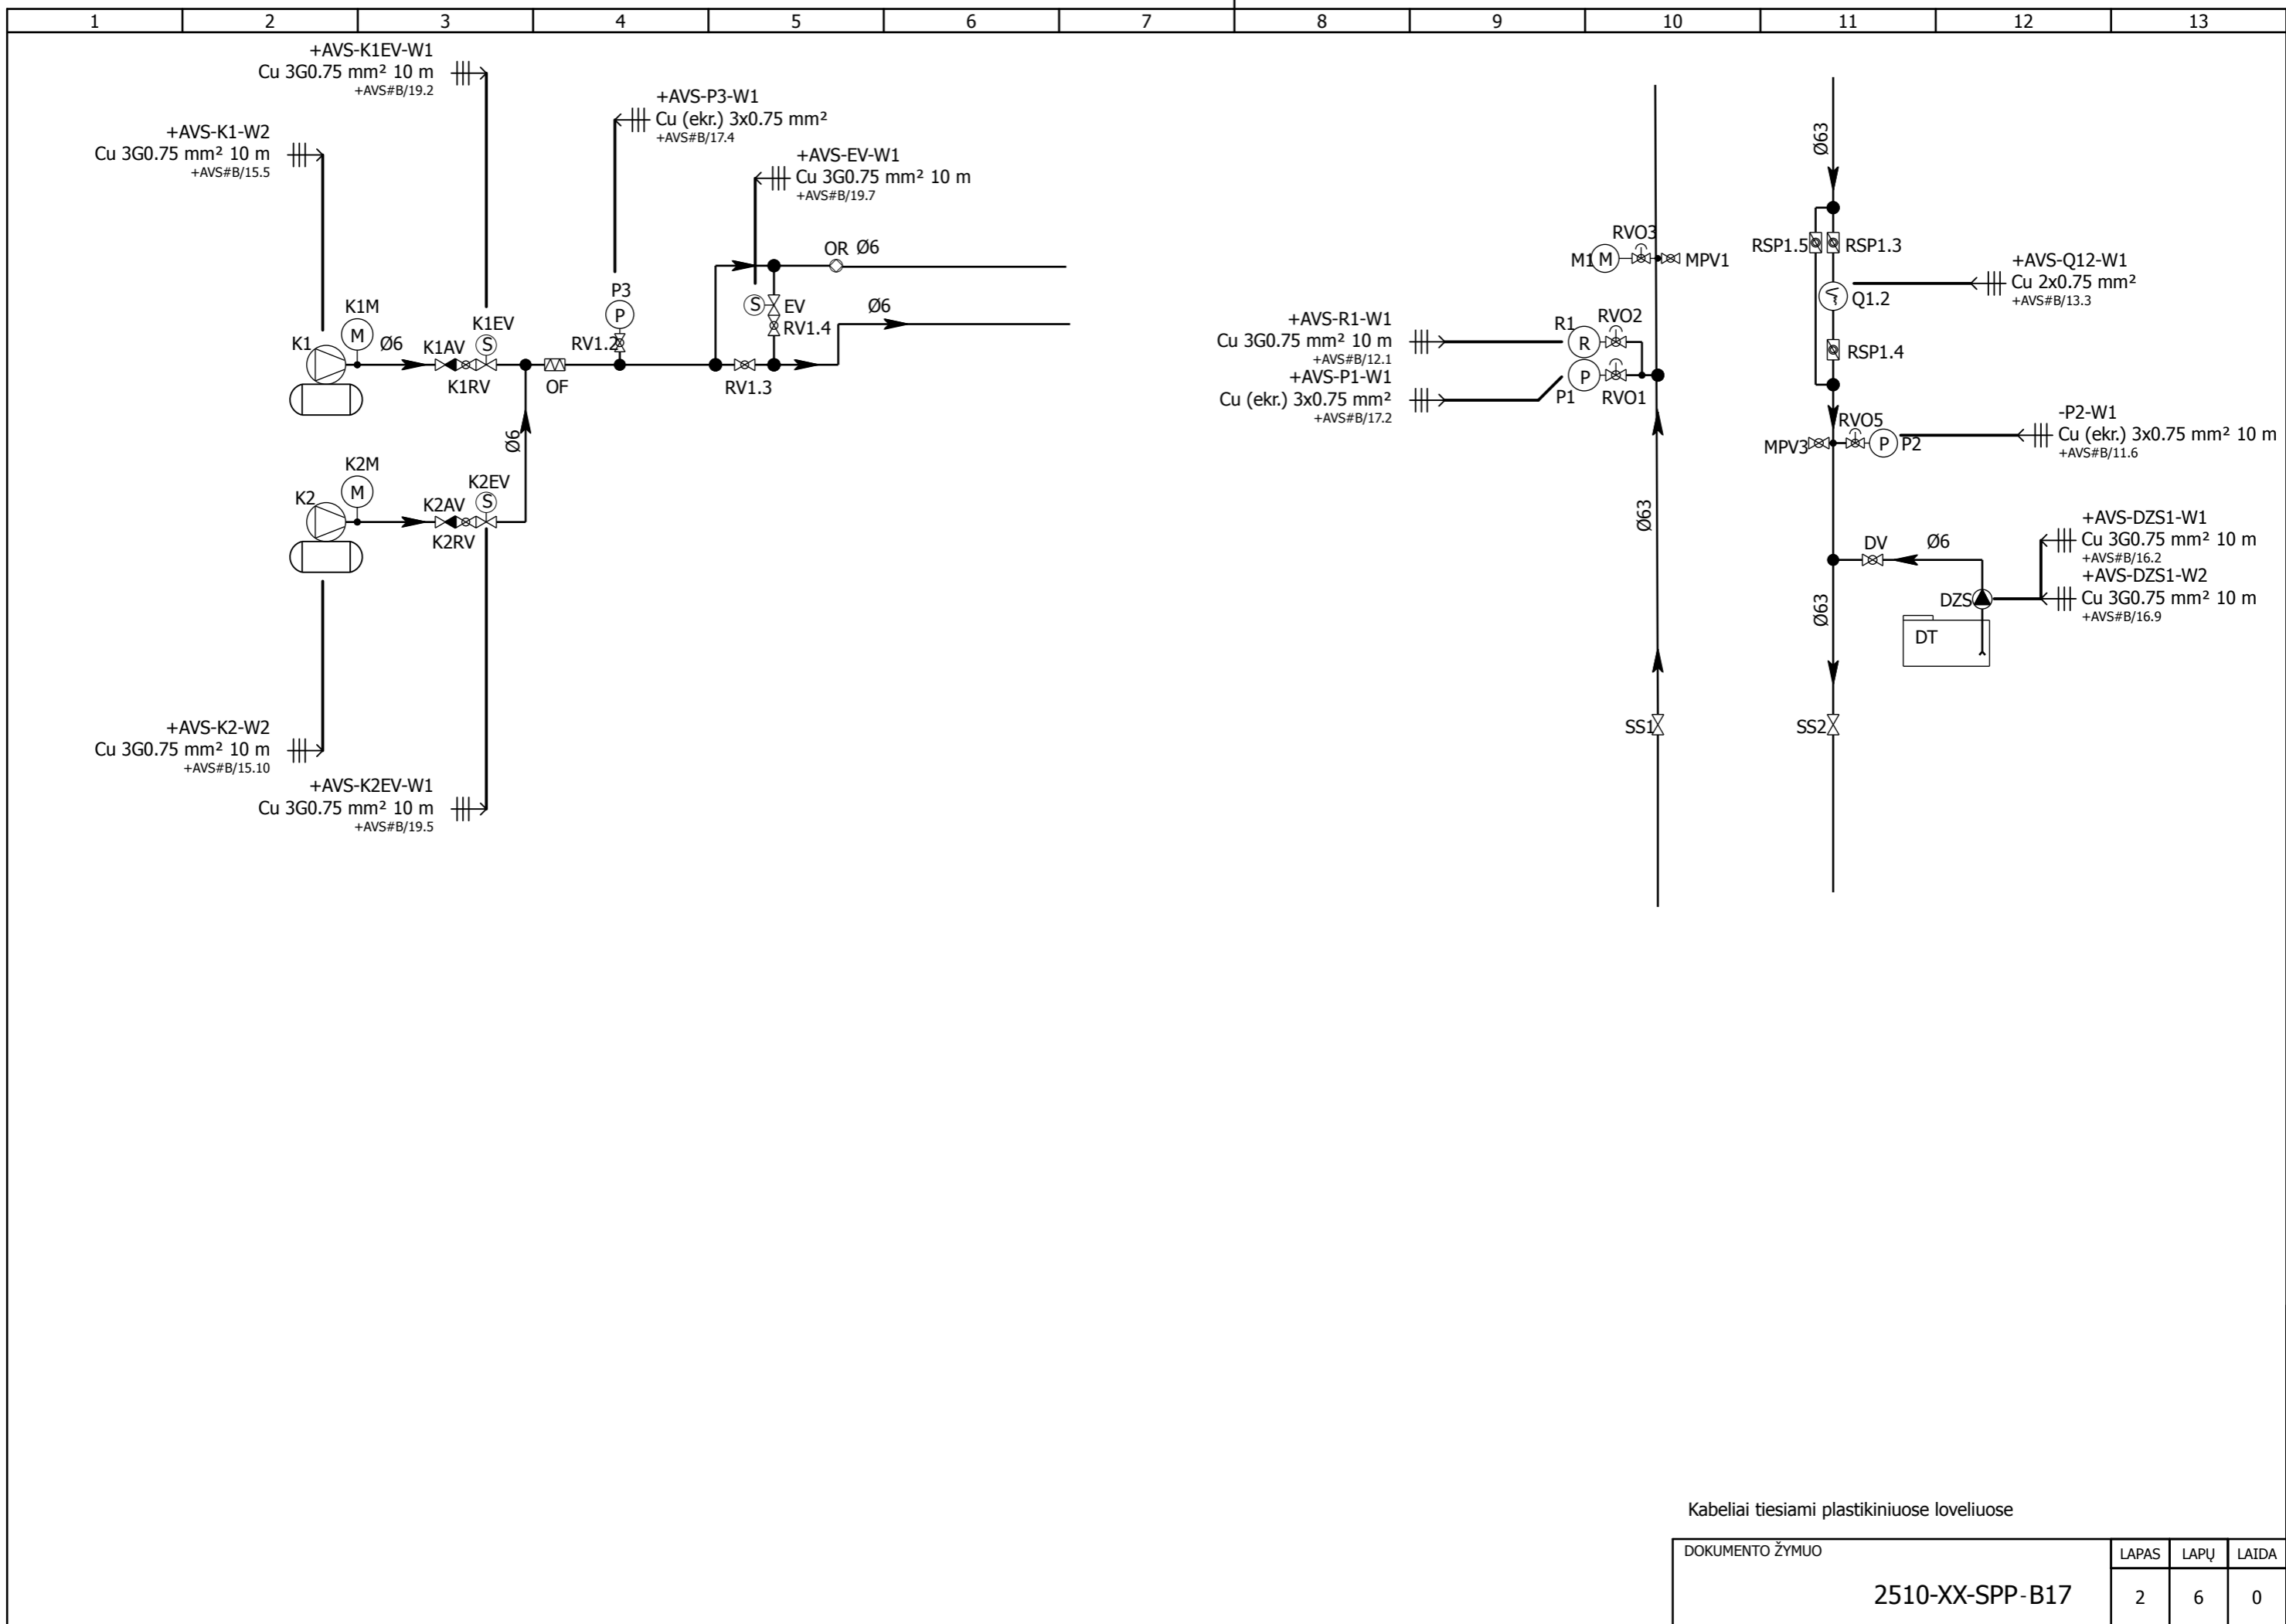 1 2 3 4 5 6 7 8 9 10 11 12 13
+AVS-K1EV-W1
Cu 3G0.75 mm² 10 m
+AVS#B/19.2
+AVS-K1-W2
Cu 3G0.75 mm² 10 m
+AVS#B/15.5
+AVS-P3-W1
Cu (ekr.) 3x0.75 mm²
+AVS#B/17.4
+AVS-EV-W1
Cu 3G0.75 mm² 10 m
+AVS#B/19.7
OR Ø6
P3
P
S
EV
RV1.4
Ø6
K1M
M
K1
Ø6
K1AV
K1EV
S
K1RV
OF
RV1.2
RV1.3
Ø6
K2M
M
K2
K2AV
K2EV
S
K2RV
+AVS-K2-W2
Cu 3G0.75 mm² 10 m
+AVS#B/15.10
+AVS-K2EV-W1
Cu 3G0.75 mm² 10 m
+AVS#B/19.5
RVO3
M1 M
MPV1
+AVS-R1-W1
Cu 3G0.75 mm² 10 m
+AVS#B/12.1
+AVS-P1-W1
Cu (ekr.) 3x0.75 mm²
+AVS#B/17.2
R1
R
RVO2
P
P1
RVO1
Ø63
SS1
Ø63
RSP1.5
RSP1.3
Q1.2
RSP1.4
+AVS-Q12-W1
Cu 2x0.75 mm²
+AVS#B/13.3
RVO5
MPV3
P P2
-P2-W1
Cu (ekr.) 3x0.75 mm² 10 m
+AVS#B/11.6
DV
Ø6
Ø63
DZS
DT
+AVS-DZS1-W1
Cu 3G0.75 mm² 10 m
+AVS#B/16.2
+AVS-DZS1-W2
Cu 3G0.75 mm² 10 m
+AVS#B/16.9
SS2
Kabeliai tiesiami plastikiniuose loveliuose
DOKUMENTO ŽYMUO
LAPAS LAPŲ LAIDA
2510-XX-SPP-B17
2 6 0